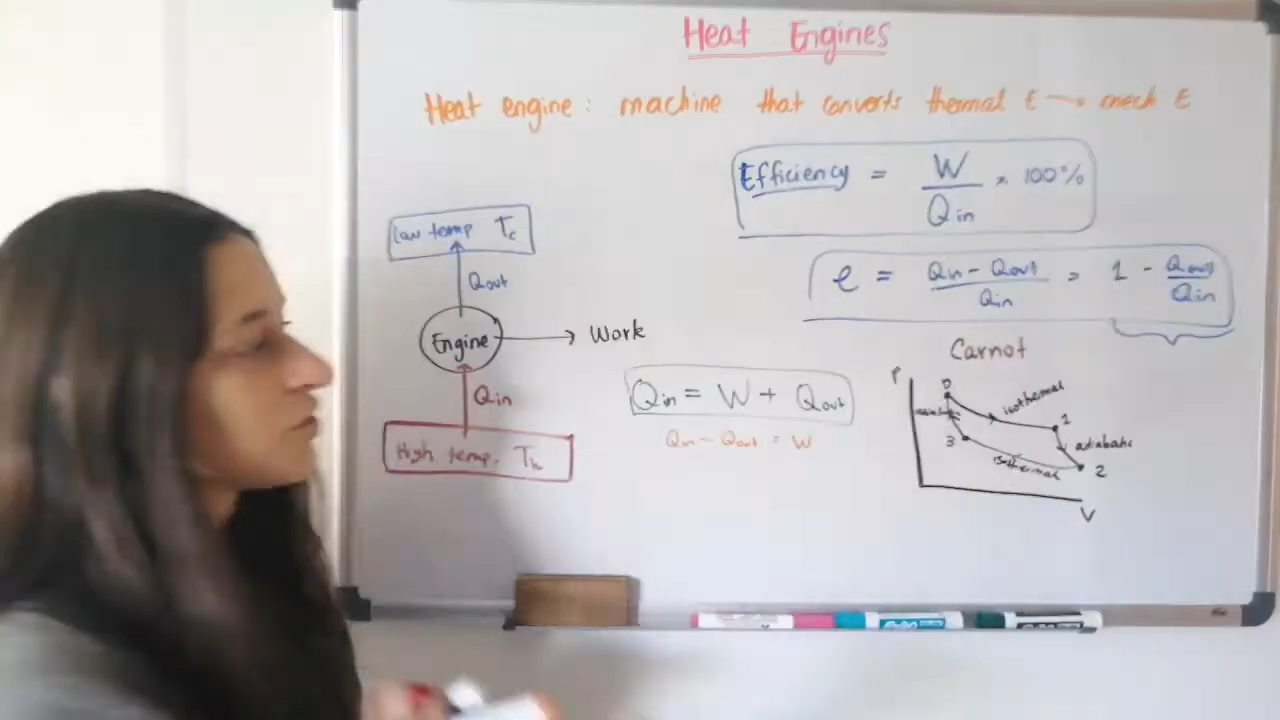 Heat Engines
Heat engine: machine that converts thermal E → mech E
Efficiency = W / Qin × 100%
Low temp Tc
Qout
e = Qin - Qout / Qin = 1 - Qout / Qin
Engine → Work
Carnot
Qin
Qin = W + Qout
Qin - Qout = W
High temp. Th
P
0
isothermal
1
adiabatic
3
isothermal
2
V